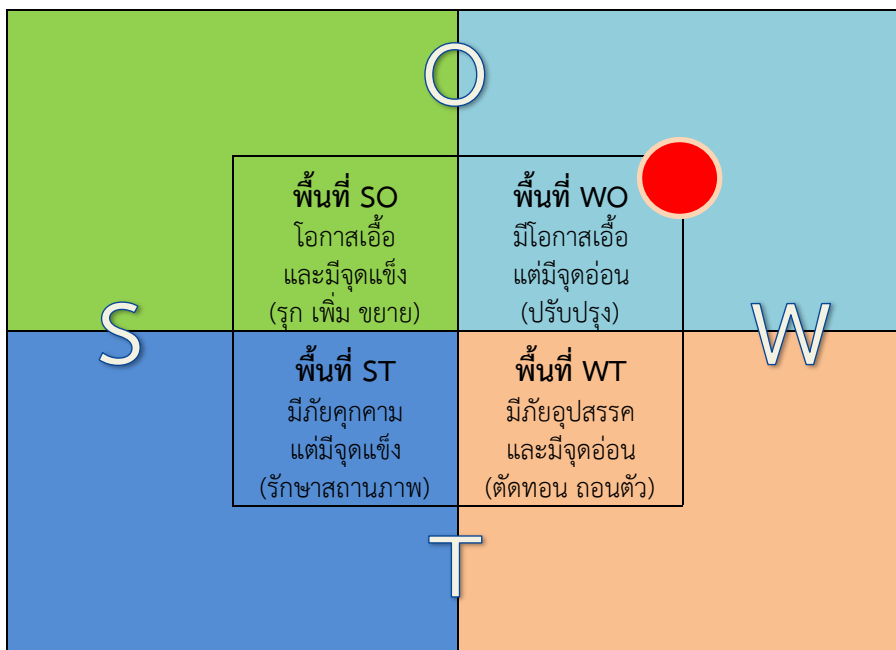 O
พื้นที่ SO
โอกาสเอื้อ
และมีจุดแข็ง
(รุก เพิ่ม ขยาย)
พื้นที่ WO
มีโอกาสเอื้อ
แต่มีจุดอ่อน
(ปรับปรุง)
S
W
พื้นที่ ST
มีภัยคุกคาม
แต่มีจุดแข็ง
(รักษาสถานภาพ)
พื้นที่ WT
มีภัยอุปสรรค
และมีจุดอ่อน
(ตัดทอน ถอนตัว)
T